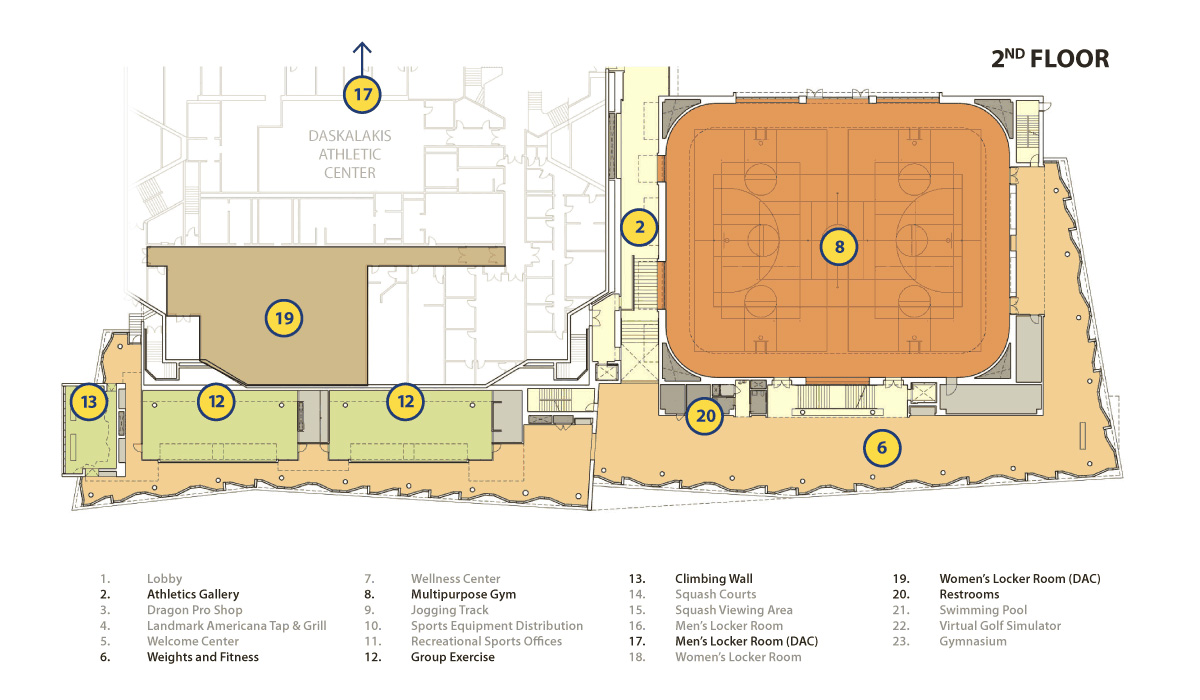 2ND FLOOR
17
DASKALAKIS
ATHLETIC
CENTER
2
8
19
13
12
12
20
6
1. Lobby
2. Athletics Gallery
3. Dragon Pro Shop
4. Landmark Americana Tap & Grill
5. Welcome Center
6. Weights and Fitness
7. Wellness Center
8. Multipurpose Gym
9. Jogging Track
10. Sports Equipment Distribution
11. Recreational Sports Offices
12. Group Exercise
13. Climbing Wall
14. Squash Courts
15. Squash Viewing Area
16. Men's Locker Room
17. Men's Locker Room (DAC)
18. Women's Locker Room
19. Women's Locker Room (DAC)
20. Restrooms
21. Swimming Pool
22. Virtual Golf Simulator
23. Gymnasium